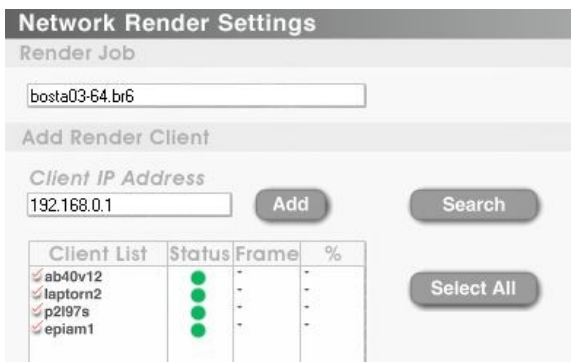 Network Render Settings
Render Job
bosta03-64.br6
Add Render Client
Client IP Address
192.168.0.1 Add Search
Client List Status Frame %
ab40v12 - -
laptorn2 - -
p2l97s - -
epiam1 - -
Select All